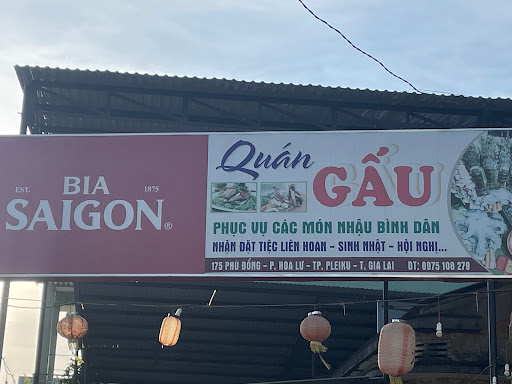 EST. 1875
BIA
SAIGON®
Quán
GẤU
PHỤC VỤ CÁC MÓN NHẬU BÌNH DÂN
NHẬN ĐẶT TIỆC LIÊN HOAN - SINH NHẬT - HỘI NGHỊ...
175 PHÙ ĐỔNG - P. HOA LƯ - TP. PLEIKU - T. GIA LAI ĐT: 0975 108 279